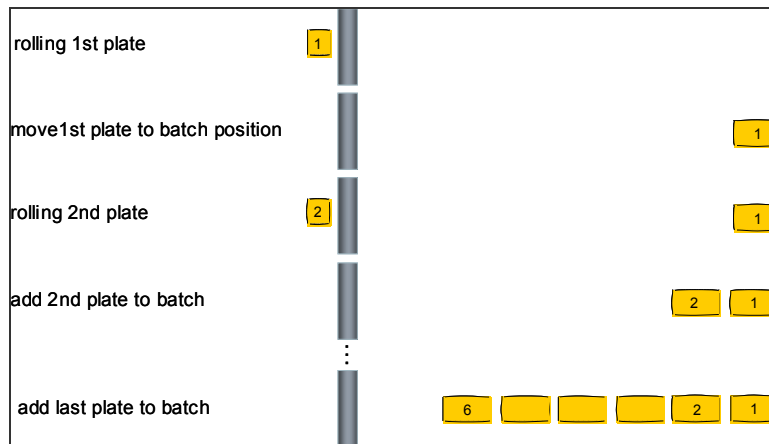 rolling 1st plate
1
move1st plate to batch position
1
rolling 2nd plate
2
1
add 2nd plate to batch
2 1
⋮
add last plate to batch
6 2 1